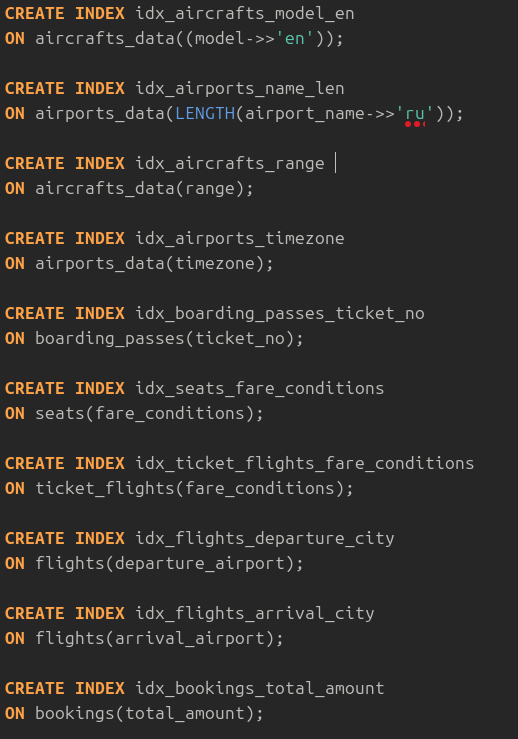 CREATE INDEX idx_aircrafts_model_en
ON aircrafts_data((model->>'en'));
CREATE INDEX idx_airports_name_len
ON airports_data(LENGTH(airport_name->>'ru'));
CREATE INDEX idx_aircrafts_range
ON aircrafts_data(range);
CREATE INDEX idx_airports_timezone
ON airports_data(timezone);
CREATE INDEX idx_boarding_passes_ticket_no
ON boarding_passes(ticket_no);
CREATE INDEX idx_seats_fare_conditions
ON seats(fare_conditions);
CREATE INDEX idx_ticket_flights_fare_conditions
ON ticket_flights(fare_conditions);
CREATE INDEX idx_flights_departure_city
ON flights(departure_airport);
CREATE INDEX idx_flights_arrival_city
ON flights(arrival_airport);
CREATE INDEX idx_bookings_total_amount
ON bookings(total_amount);